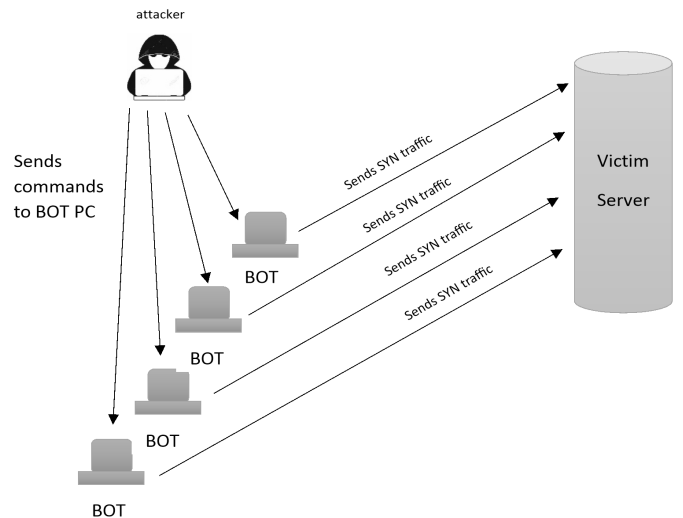 attacker
Sends
commands
to BOT PC
Sends SYN traffic
Sends SYN traffic
Sends SYN traffic
Sends SYN traffic
Victim
Server
BOT
BOT
BOT
BOT